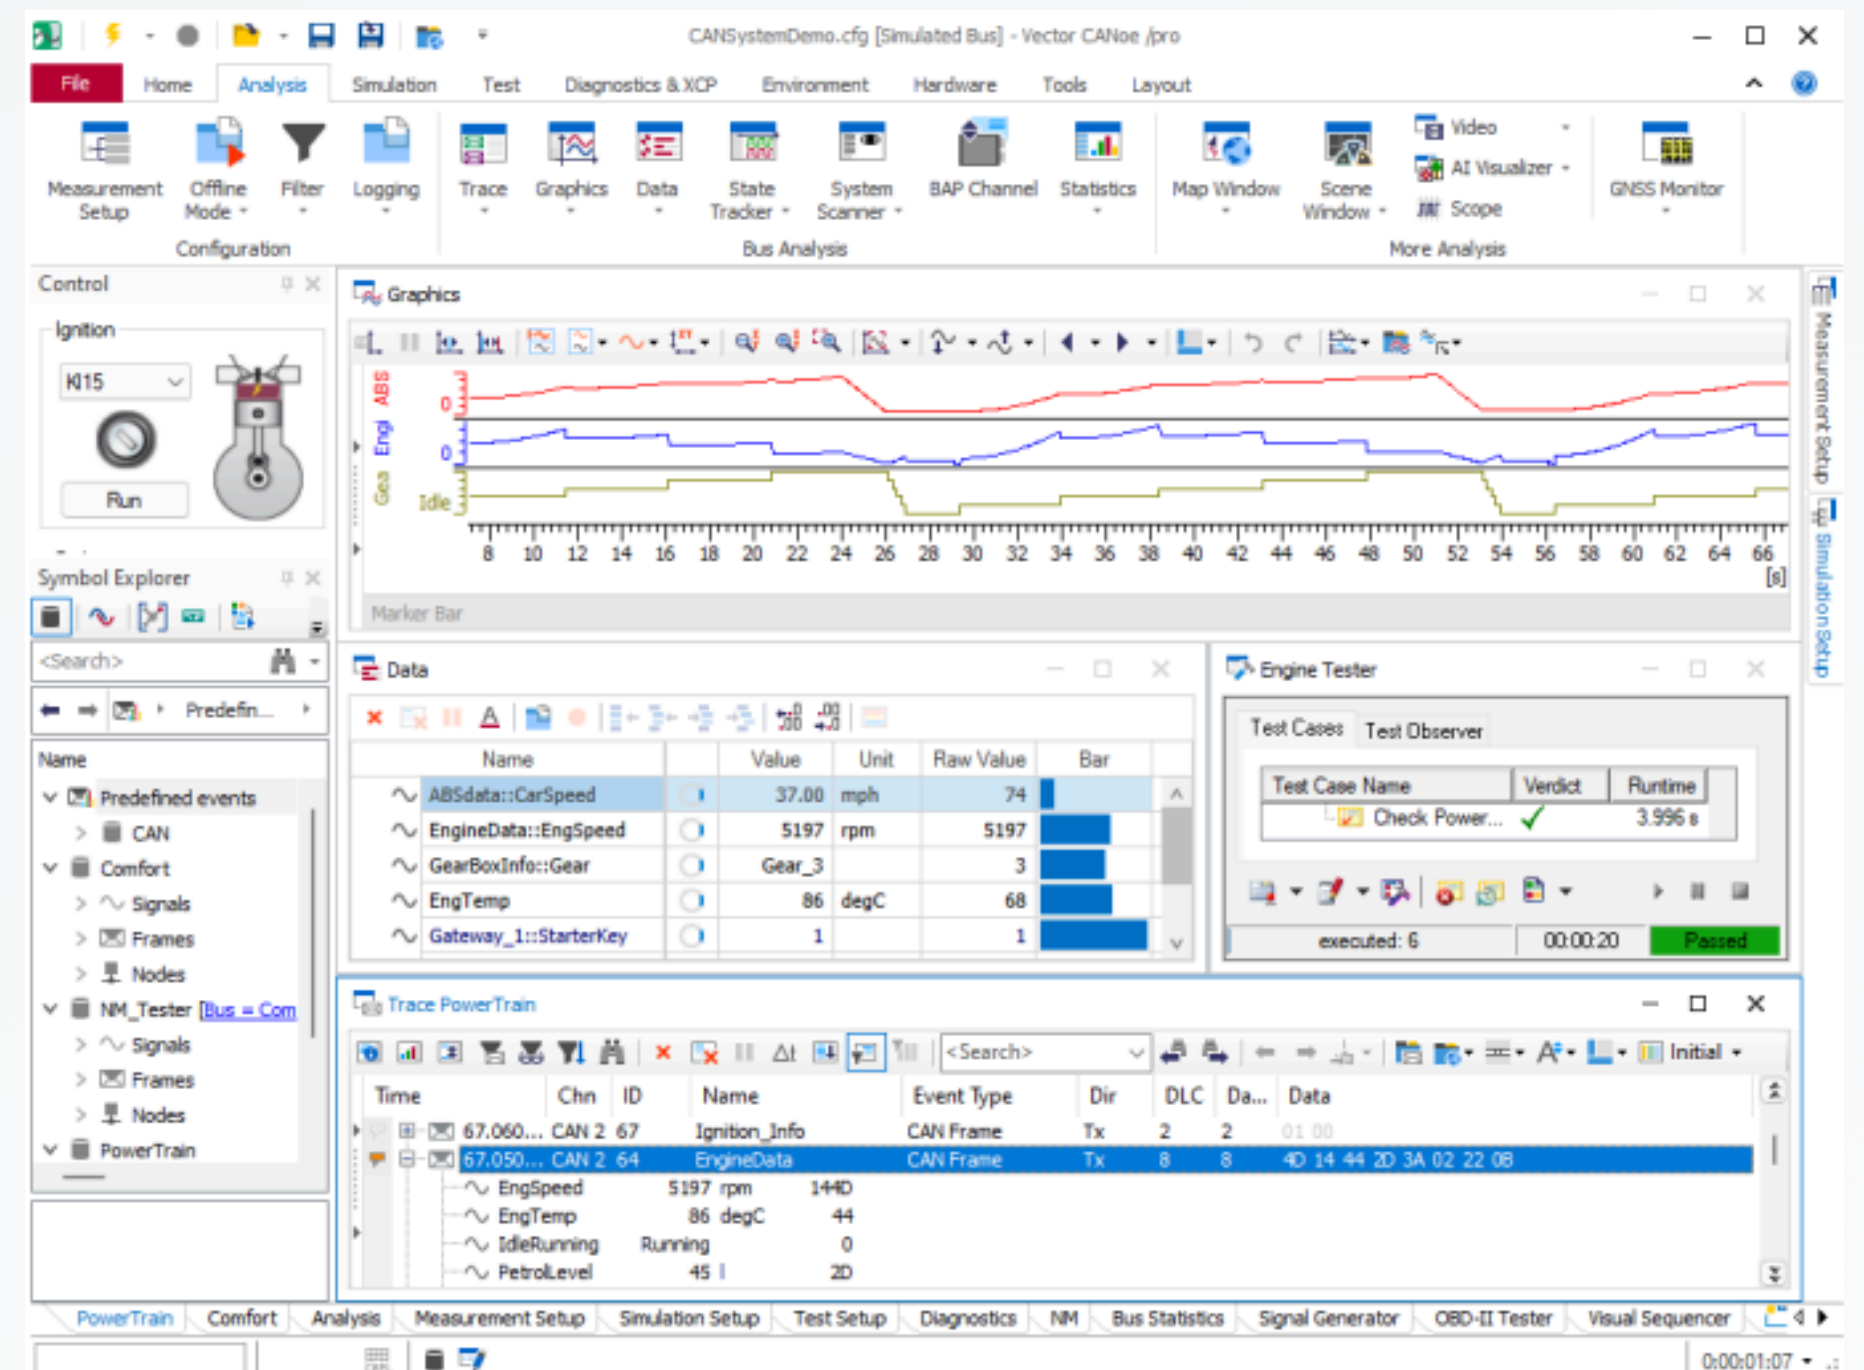 CANSystemDemo.cfg [Simulated Bus] - Vector CANoe /pro
File Home Analysis Simulation Test Diagnostics & XCP Environment Hardware Tools Layout
Measurement Setup
Offline Mode
Filter
Logging
Trace
Graphics
Data
State Tracker
System Scanner
BAP Channel
Statistics
Map Window
Scene Window
Video
AI Visualizer
Scope
GNSS Monitor
Configuration
Bus Analysis
More Analysis
Control
Ignition
Kl15
Run
Symbol Explorer
<Search>
Predefin...
Name
Predefined events
CAN
Comfort
Signals
Frames
Nodes
NM_Tester [Bus = Com
Signals
Frames
Nodes
PowerTrain
Graphics
ABS 0
Engi 0
Gea Idle
8 10 12 14 16 18 20 22 24 26 28 30 32 34 36 38 40 42 44 46 48 50 52 54 56 58 60 62 64 66
[s]
Marker Bar
Data
Name Value Unit Raw Value Bar
ABSdata::CarSpeed 37.00 mph 74
EngineData::EngSpeed 5197 rpm 5197
GearBoxInfo::Gear Gear_3 3
EngTemp 86 degC 68
Gateway_1::StarterKey 1 1
Engine Tester
Test Cases Test Observer
Test Case Name Verdict Runtime
Check Power... 3.996 s
executed: 6 00:00:20 Passed
Trace PowerTrain
<Search> Initial
Time Chn ID Name Event Type Dir DLC Da... Data
67.060... CAN 2 67 Ignition_Info CAN Frame Tx 2 2 01 00
67.050... CAN 2 64 EngineData CAN Frame Tx 8 8 4D 14 44 2D 3A 02 22 0B
EngSpeed 5197 rpm 144D
EngTemp 86 degC 44
IdleRunning Running 0
PetrolLevel 45 l 2D
Measurement Setup
Simulation Setup
PowerTrain Comfort Analysis Measurement Setup Simulation Setup Test Setup Diagnostics NM Bus Statistics Signal Generator OBD-II Tester Visual Sequencer
0:00:01:07